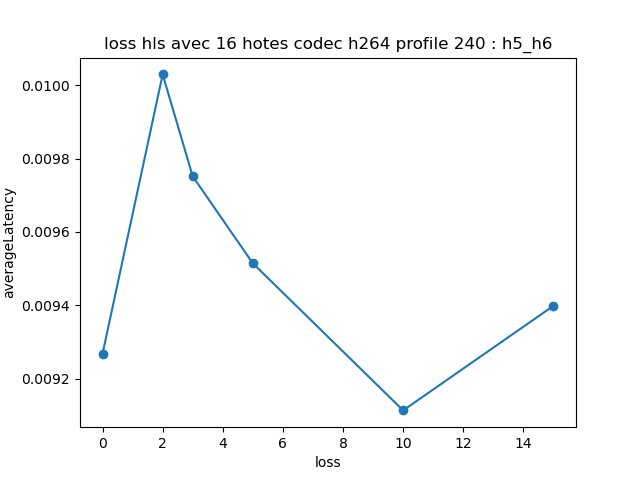 loss hls avec 16 hotes codec h264 profile 240 : h5_h6
averageLatency
0.0100
0.0098
0.0096
0.0094
0.0092
0 2 4 6 8 10 12 14
loss